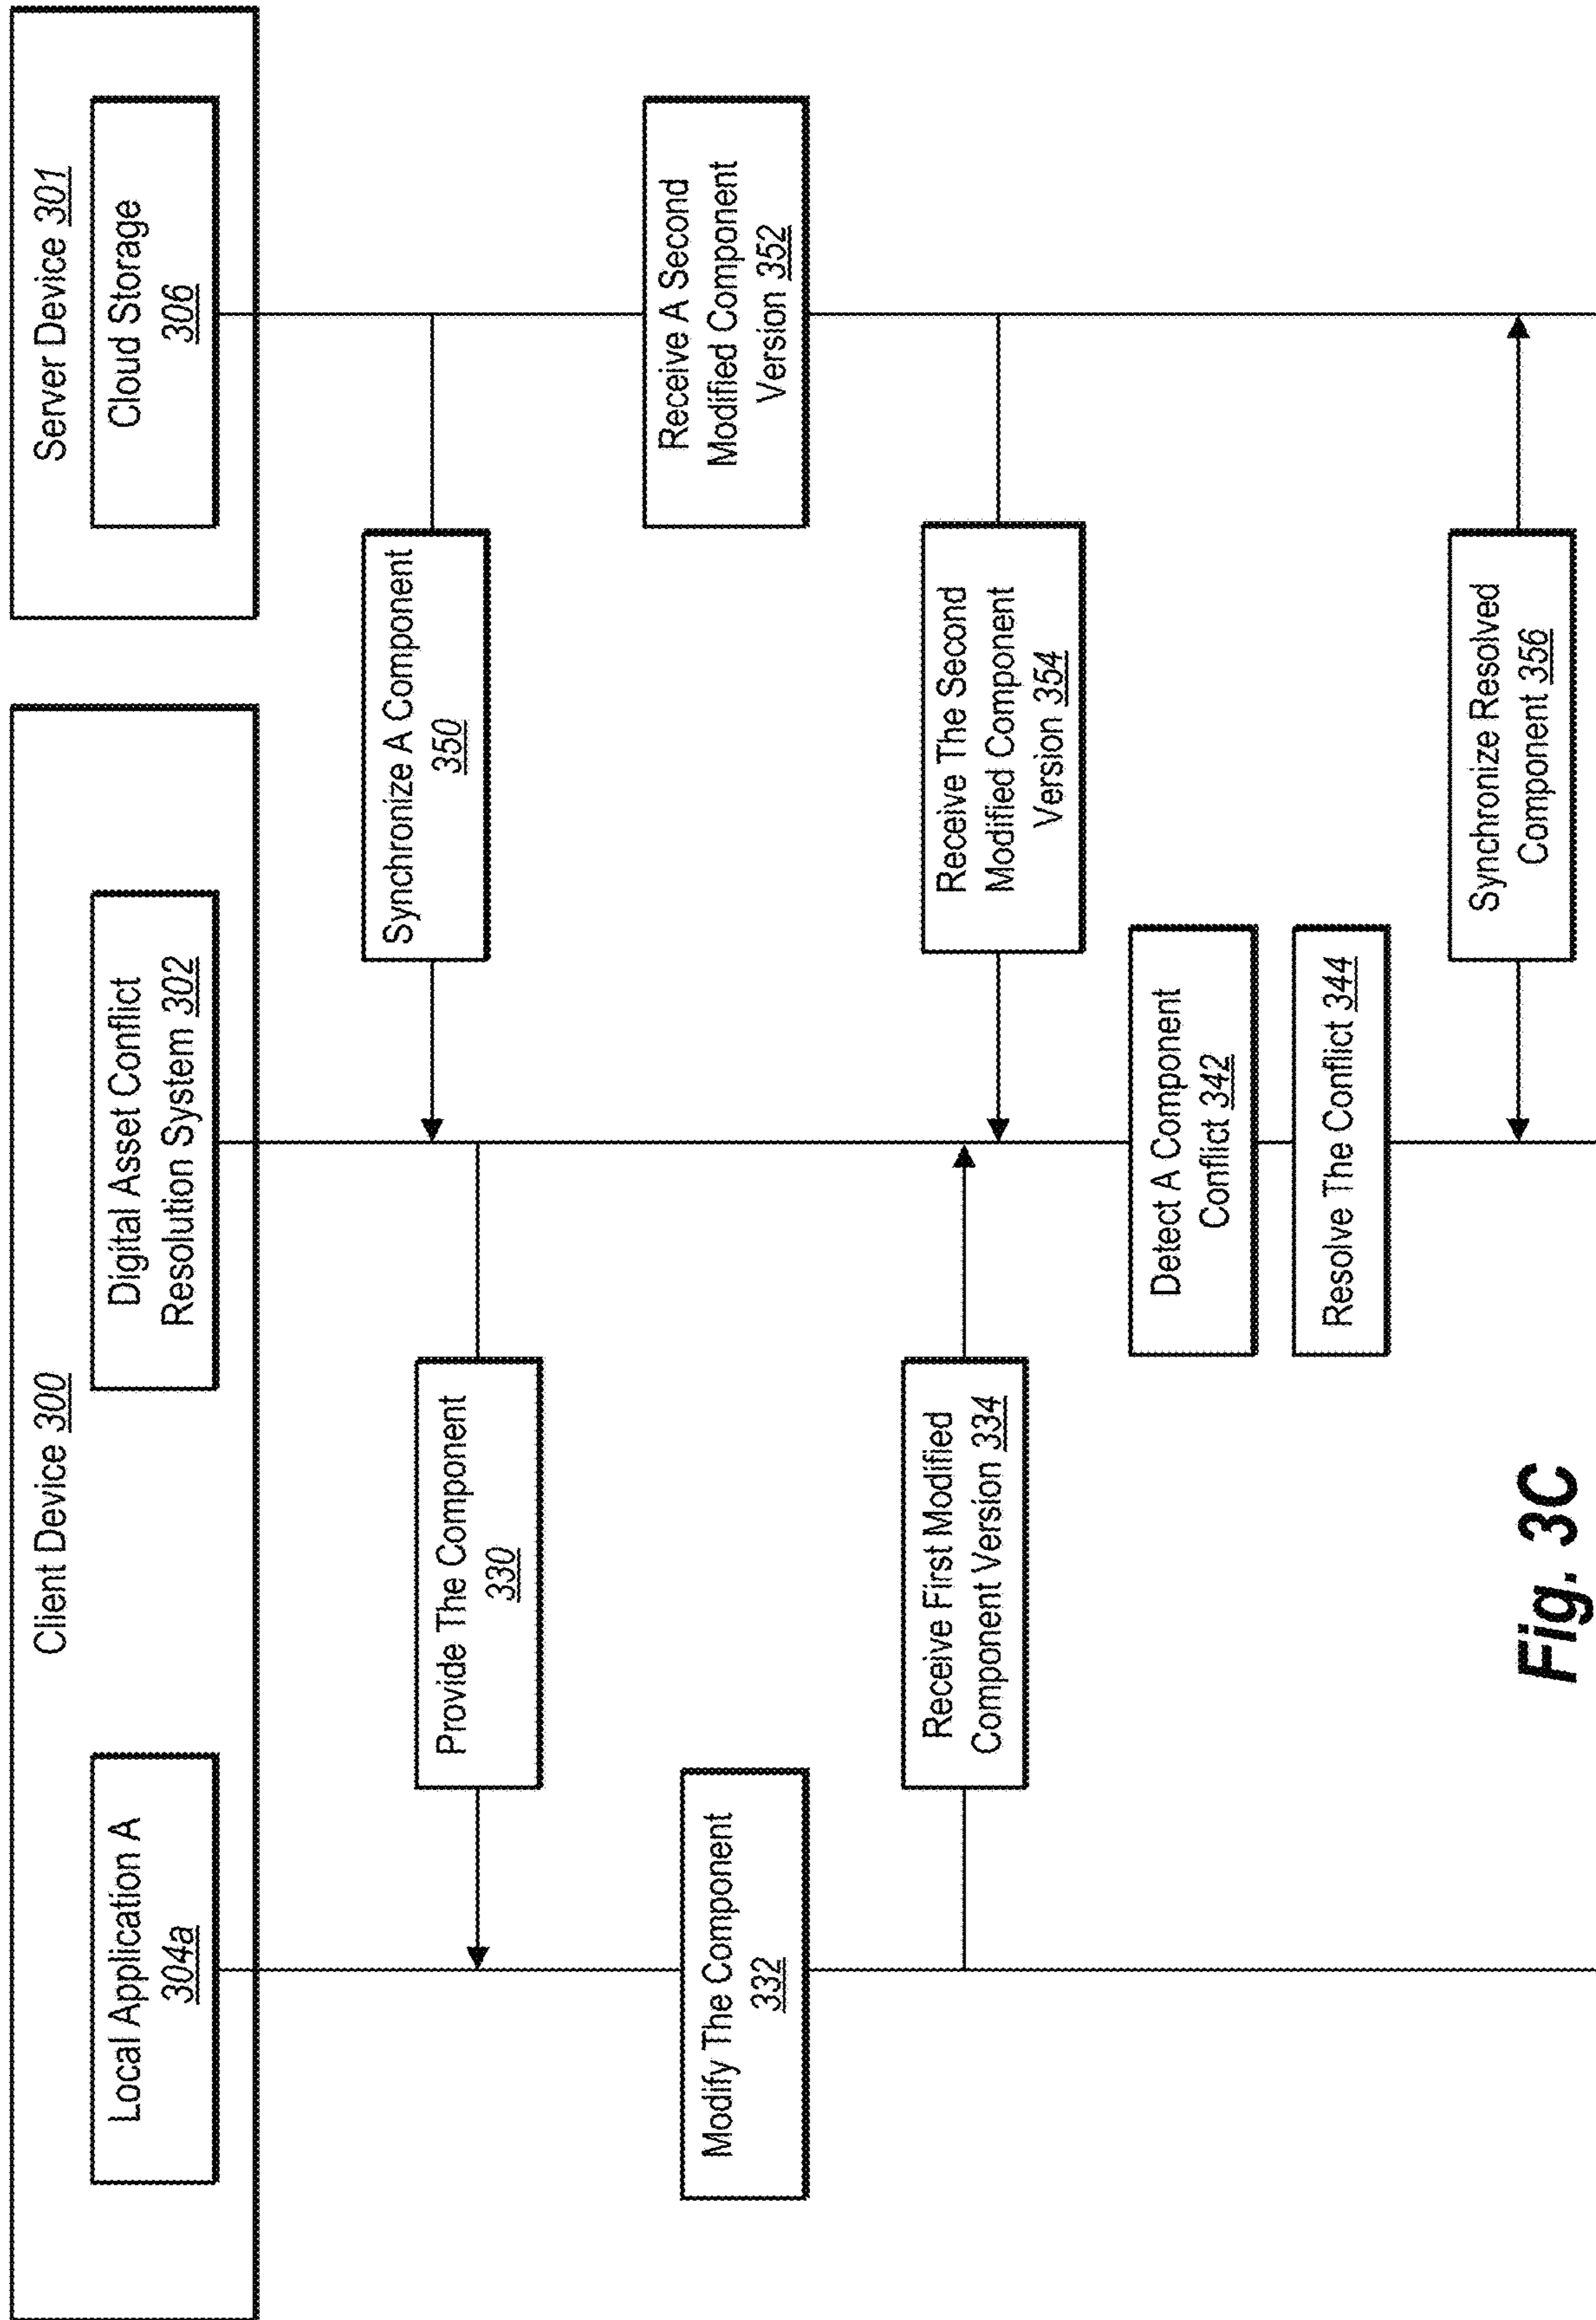 Client Device 300
Server Device 301
Local Application A
304a
Digital Asset Conflict
Resolution System 302
Cloud Storage
306
Synchronize A Component
350
Provide The Component
330
Modify The Component
332
Receive A Second
Modified Component
Version 352
Receive First Modified
Component Version 334
Receive The Second
Modified Component
Version 354
Detect A Component
Conflict 342
Resolve The Conflict 344
Synchronize Resolved
Component 356
Fig. 3C